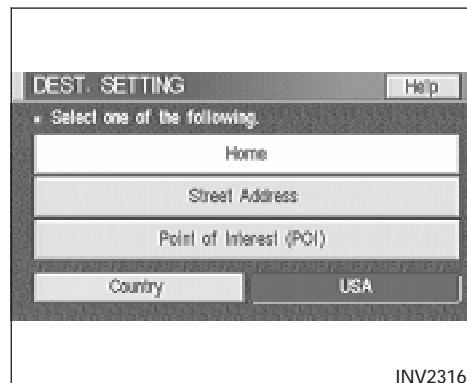 DEST. SETTING Help
▪ Select one of the following.
Home
Street Address
Point of Interest (POI)
Country USA
INV2316